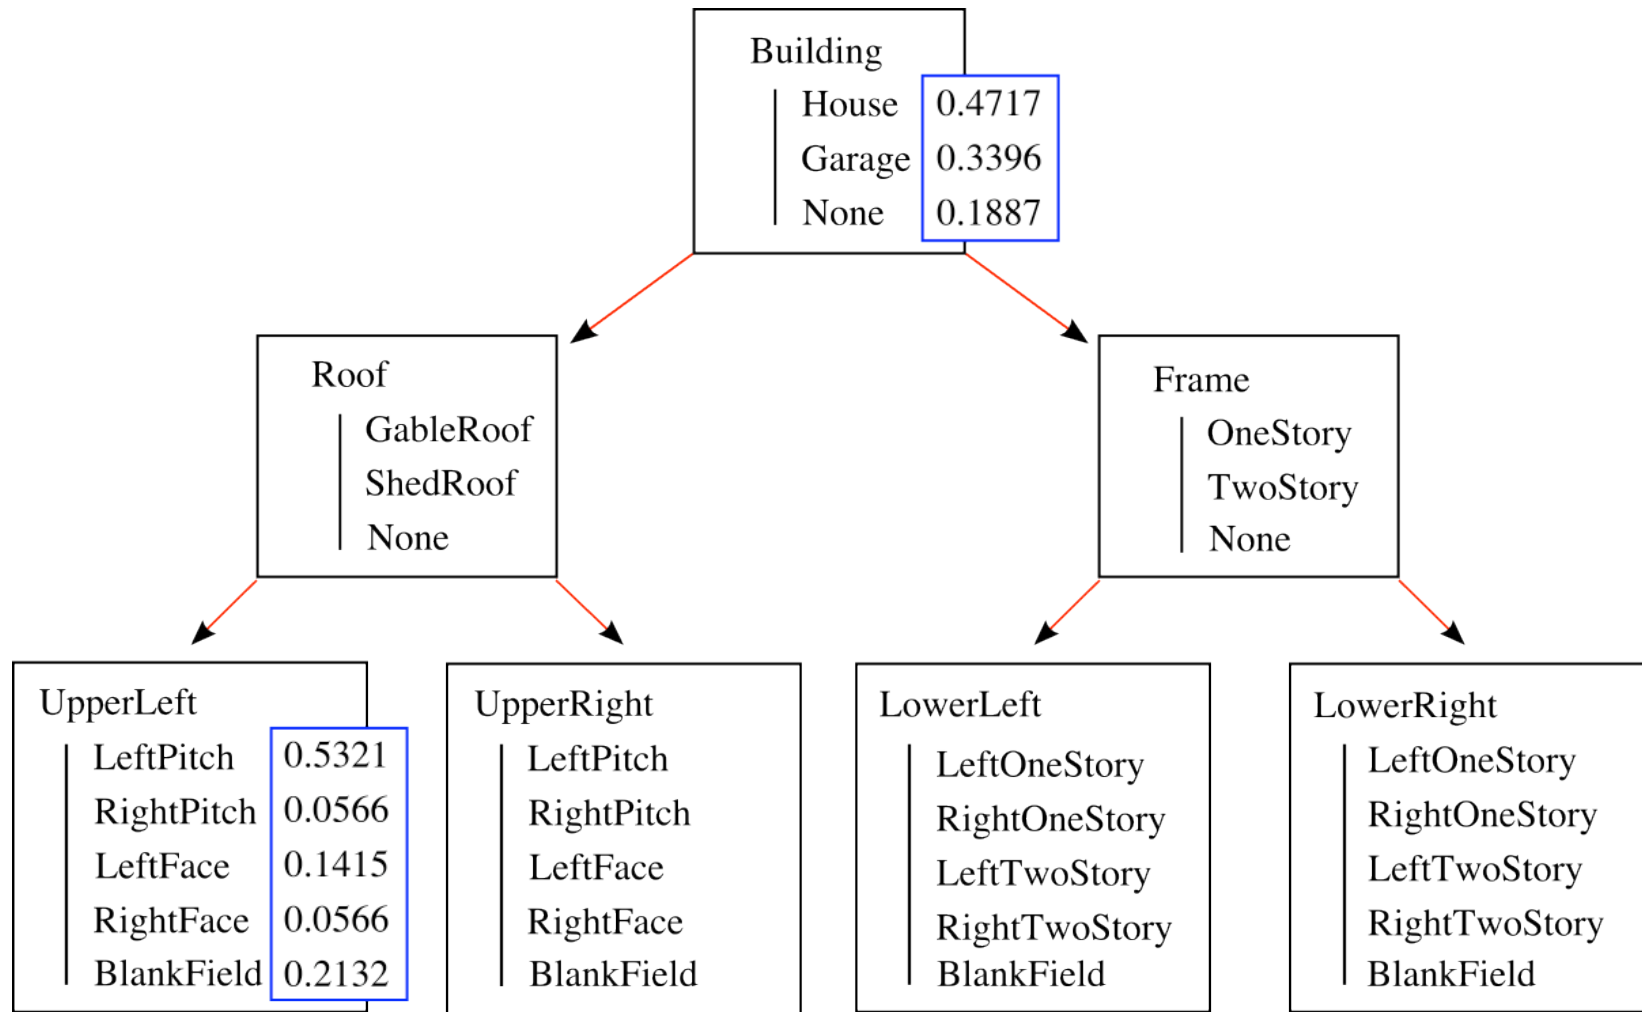 Building
House 0.4717
Garage 0.3396
None 0.1887
Roof
GableRoof
ShedRoof
None
Frame
OneStory
TwoStory
None
UpperLeft
LeftPitch 0.5321
RightPitch 0.0566
LeftFace 0.1415
RightFace 0.0566
BlankField 0.2132
UpperRight
LeftPitch
RightPitch
LeftFace
RightFace
BlankField
LowerLeft
LeftOneStory
RightOneStory
LeftTwoStory
RightTwoStory
BlankField
LowerRight
LeftOneStory
RightOneStory
LeftTwoStory
RightTwoStory
BlankField